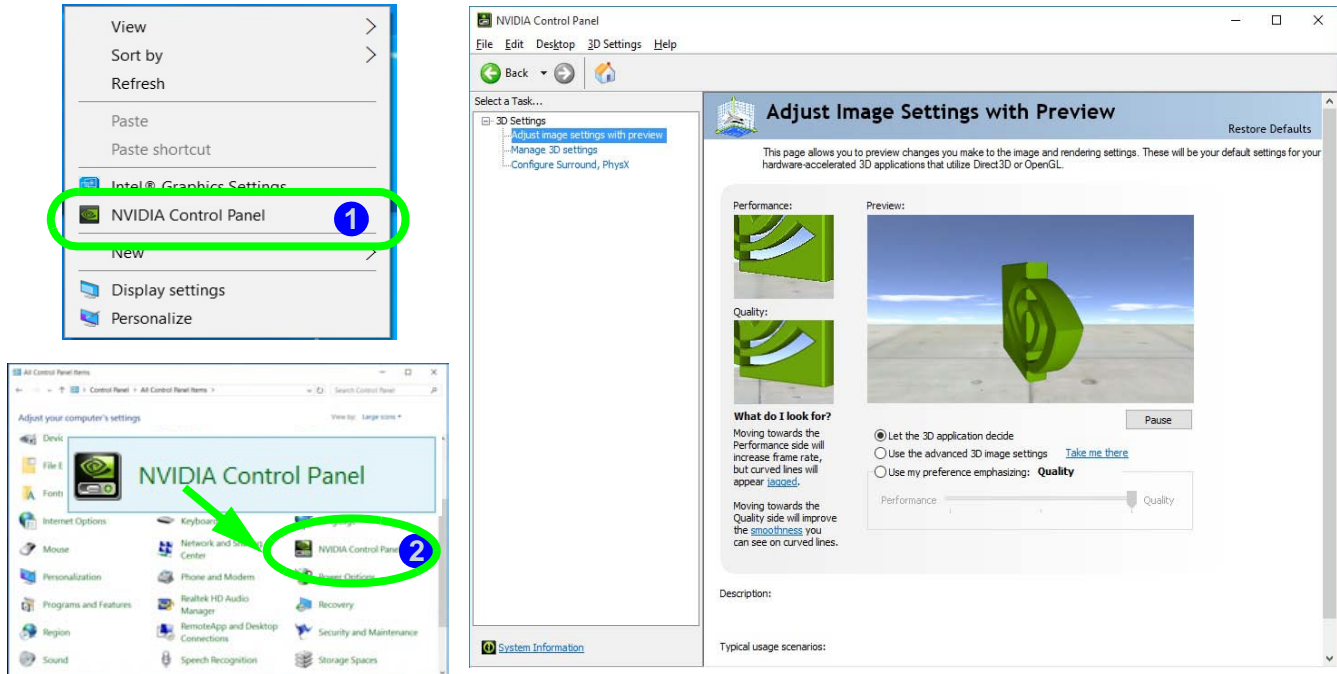 View
Sort by
Refresh
Paste
Paste shortcut
Intel® Graphics Settings
NVIDIA Control Panel
1
New
Display settings
Personalize
All Control Panel Items
Control Panel > All Control Panel Items >
Search Control Panel
Adjust your computer's settings
View by: Large icons
Devic
File E
NVIDIA Control Panel
Fonts
Internet Options
Keyboard
Mouse
Network and Sharing Center
NVIDIA Control Panel
2
Personalization
Phone and Modem
Power Options
Programs and Features
Realtek HD Audio Manager
Recovery
Region
RemoteApp and Desktop Connections
Security and Maintenance
Sound
Speech Recognition
Storage Spaces
NVIDIA Control Panel
File Edit Desktop 3D Settings Help
Back
Select a Task...
3D Settings
Adjust image settings with preview
Manage 3D settings
Configure Surround, PhysX
System Information
Adjust Image Settings with Preview
Restore Defaults
This page allows you to preview changes you make to the image and rendering settings. These will be your default settings for your
hardware-accelerated 3D applications that utilize Direct3D or OpenGL.
Performance:
Preview:
Quality:
What do I look for?
Moving towards the
Performance side will
increase frame rate,
but curved lines will
appear jagged.
Moving towards the
Quality side will improve
the smoothness you
can see on curved lines.
Pause
Let the 3D application decide
Use the advanced 3D image settings Take me there
Use my preference emphasizing: Quality
Performance
Quality
Description:
Typical usage scenarios: